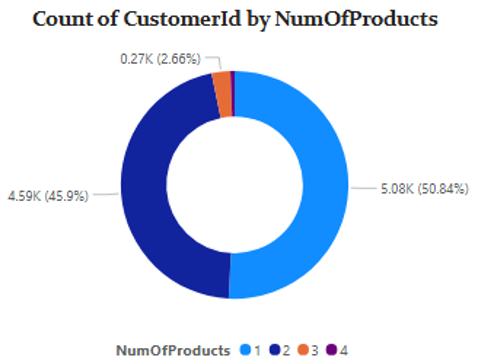 Count of CustomerId by NumOfProducts
0.27K (2.66%)
4.59K (45.9%)
5.08K (50.84%)
NumOfProducts 1 2 3 4